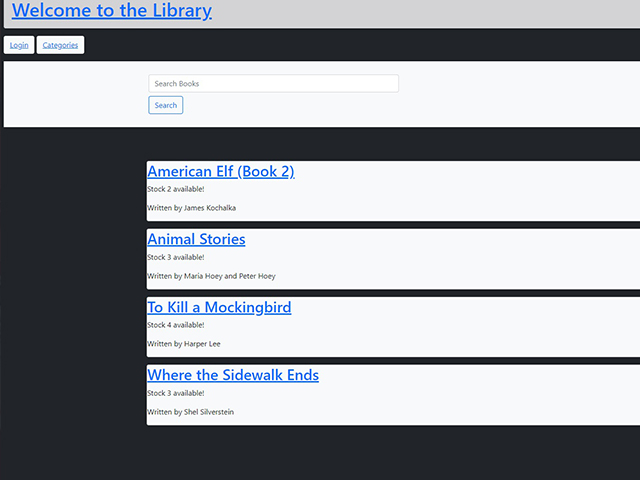 Welcome to the Library
Login Categories
Search Books
Search
American Elf (Book 2)
Stock 2 available!
Written by James Kochalka
Animal Stories
Stock 3 available!
Written by Maria Hoey and Peter Hoey
To Kill a Mockingbird
Stock 4 available!
Written by Harper Lee
Where the Sidewalk Ends
Stock 3 available!
Written by Shel Silverstein